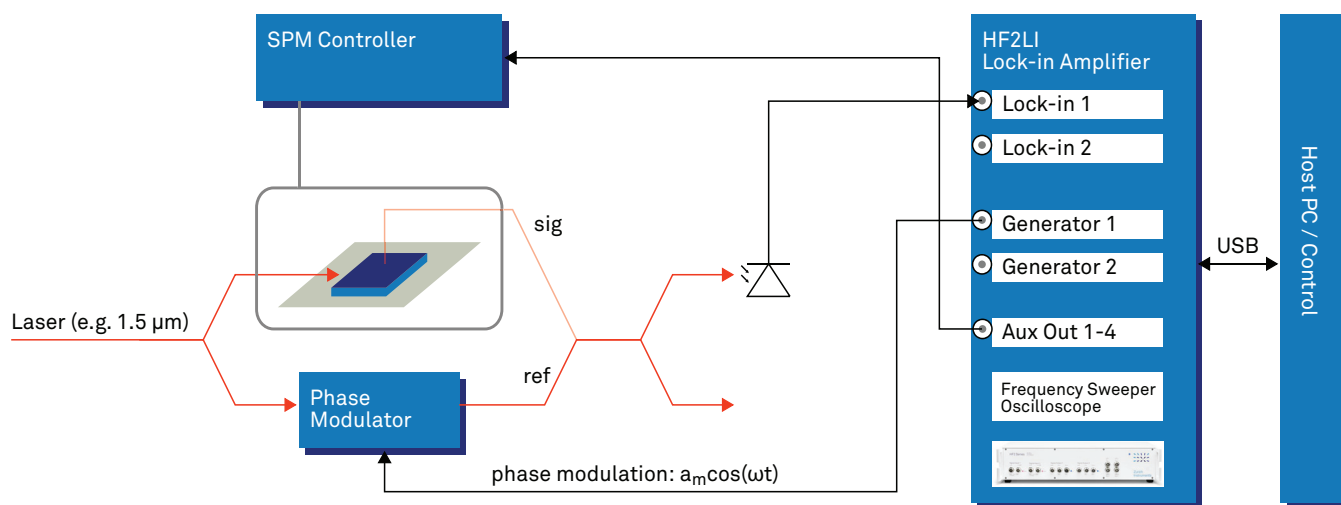 SPM Controller
HF2LI
Lock-in Amplifier
Lock-in 1
Lock-in 2
sig
Generator 1
Generator 2
USB
Host PC / Control
Laser (e.g. 1.5 µm)
Aux Out 1-4
ref
Phase
Modulator
Frequency Sweeper
Oscilloscope
phase modulation: aₘcos(ωt)